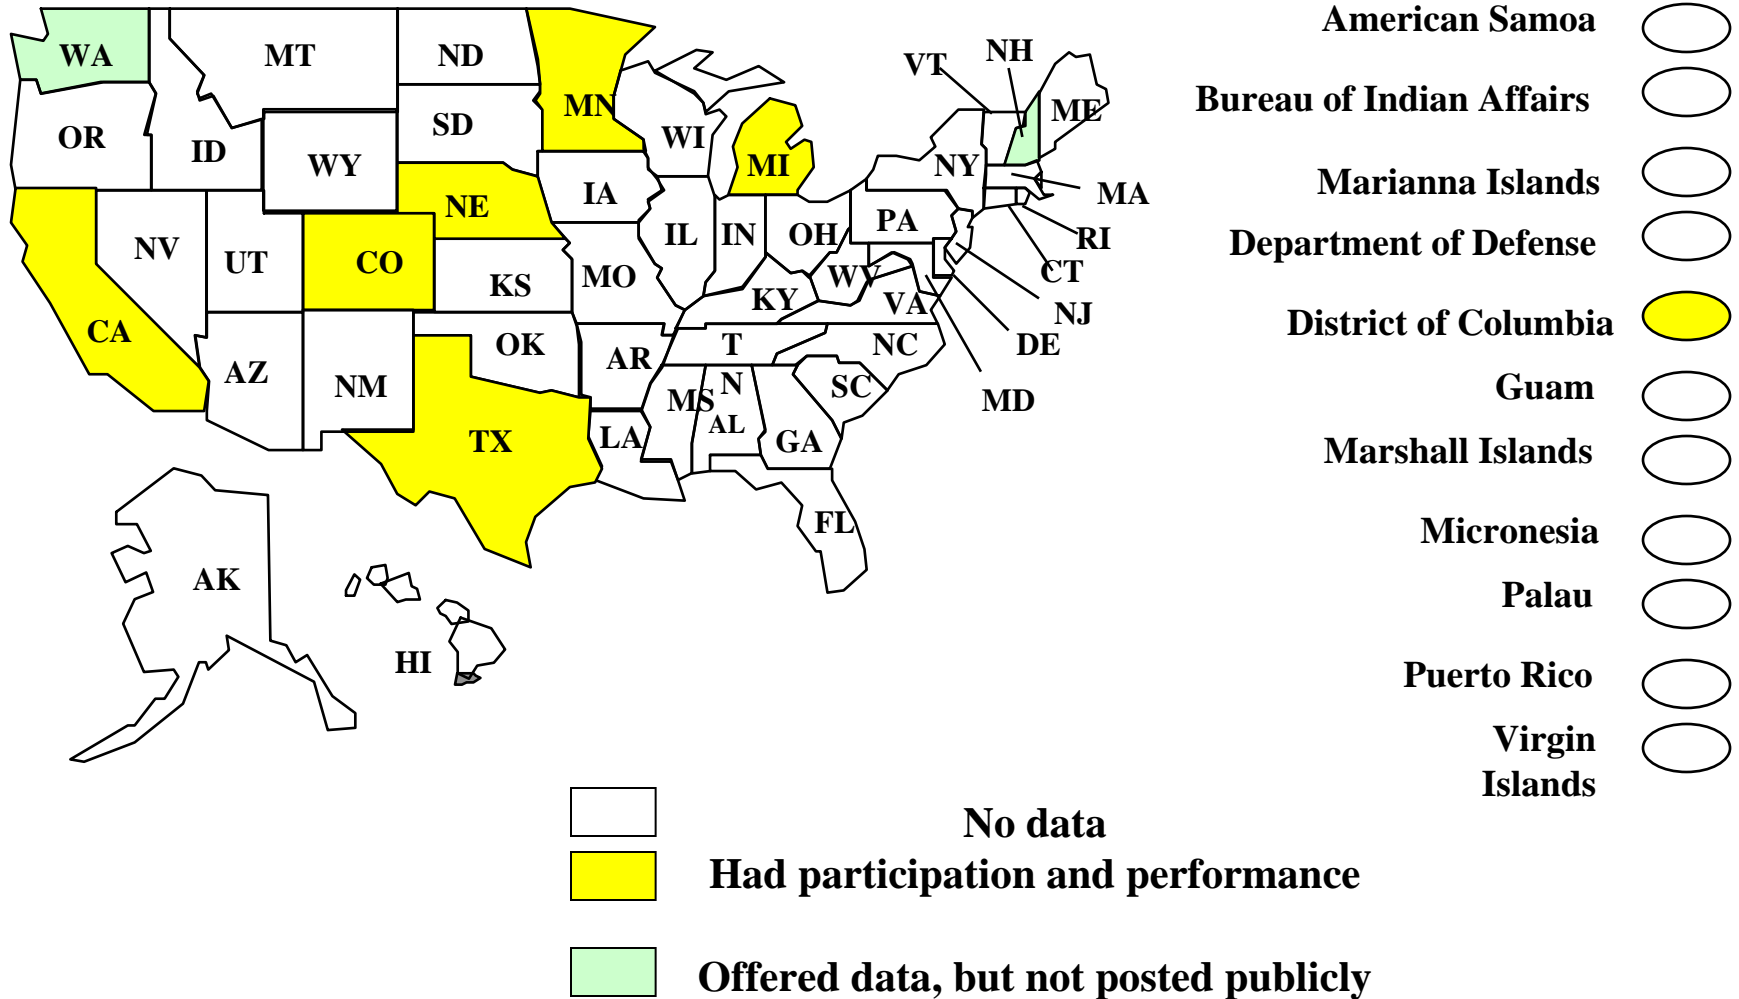 WA
MT
ND
MN
VT
NH
ME
OR
ID
SD
WI
WY
MI
NY
IA
NE
MA
NV
UT
CO
IL
IN
OH
PA
RI
CT
KS
MO
WV
KY
VA
NJ
CA
DE
AZ
NM
OK
AR
T
N
NC
MD
MS
AL
SC
TX
LA
GA
FL
AK
HI
American Samoa
Bureau of Indian Affairs
Marianna Islands
Department of Defense
District of Columbia
Guam
Marshall Islands
Micronesia
Palau
Puerto Rico
Virgin
Islands
No data
Had participation and performance
Offered data, but not posted publicly